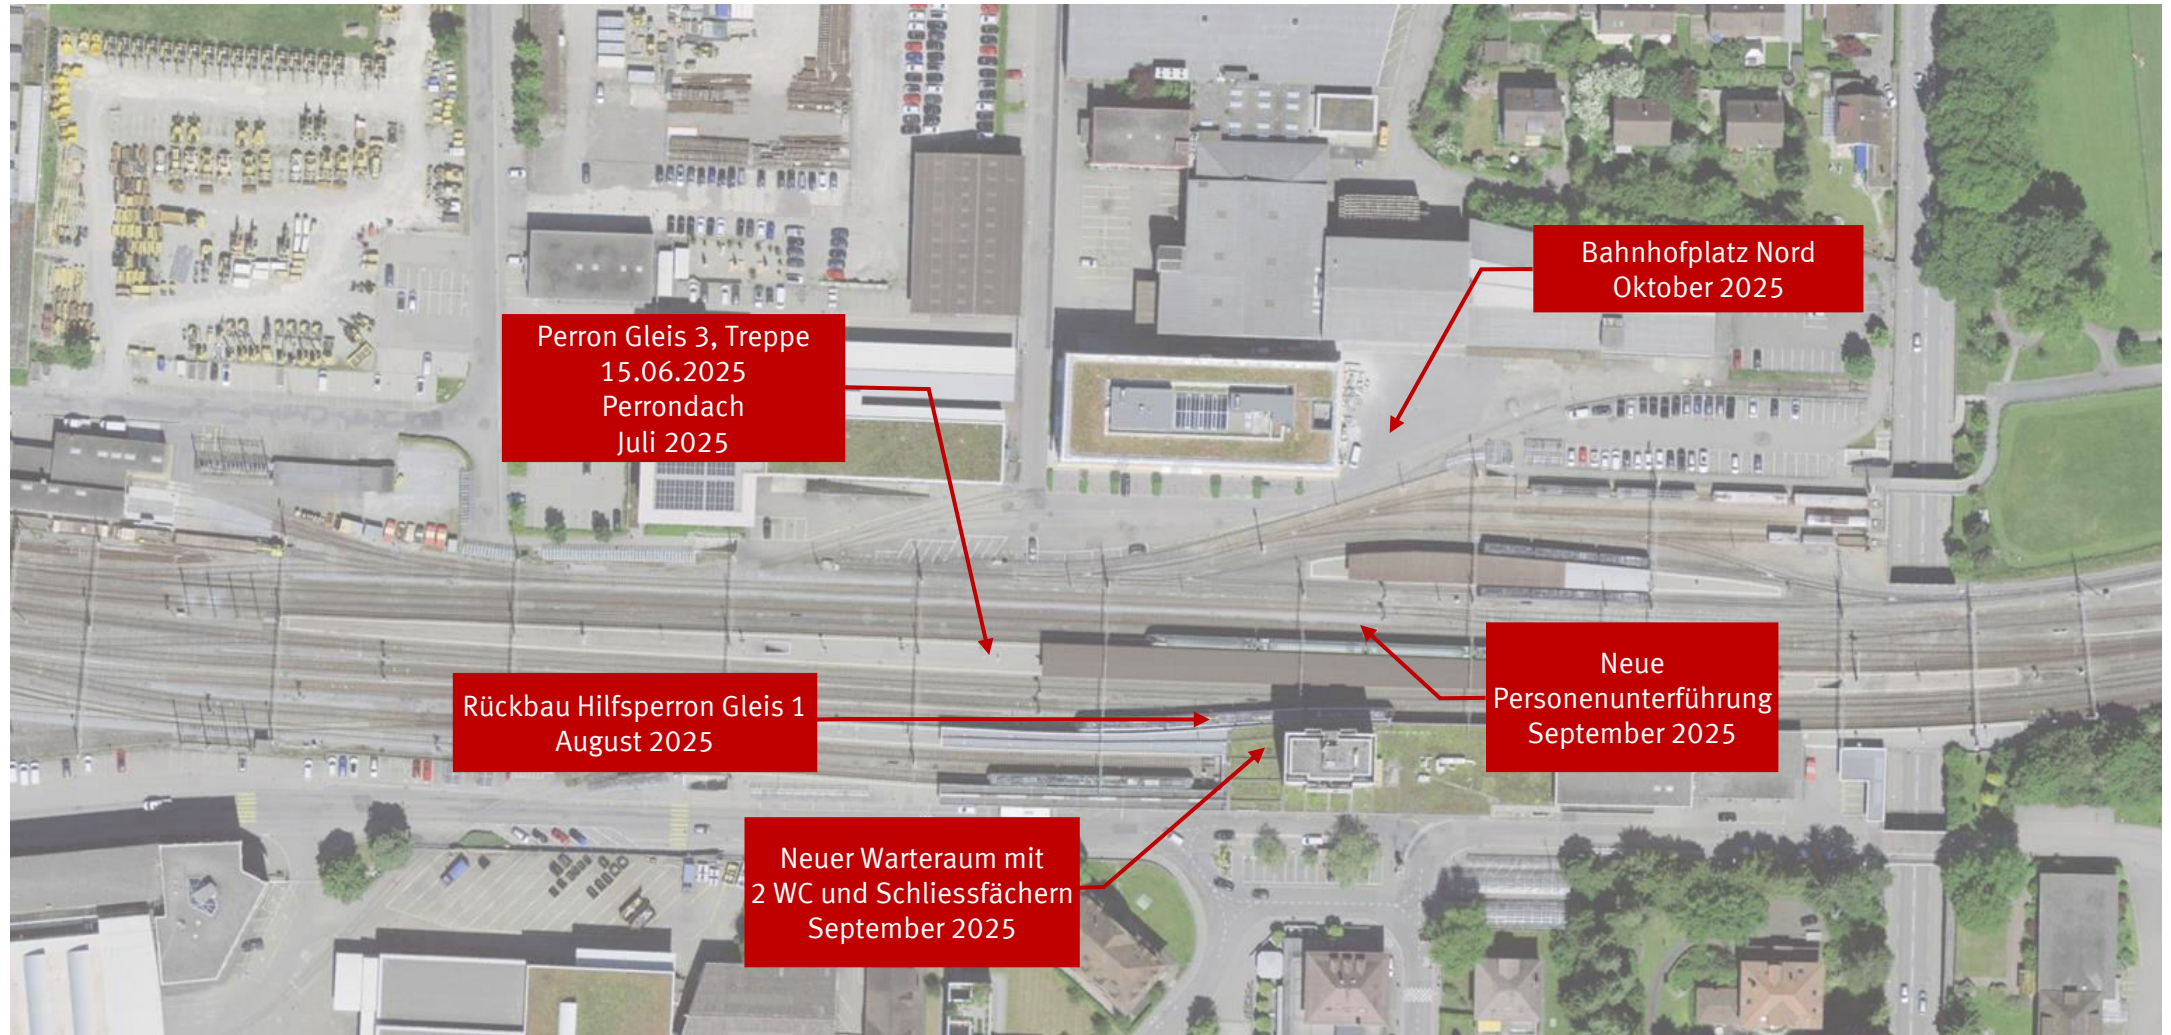 Bahnhofplatz Nord
Oktober 2025
Perron Gleis 3, Treppe
15.06.2025
Perrondach
Juli 2025
Neue
Personenunterführung
September 2025
Rückbau Hilfsperron Gleis 1
August 2025
Neuer Warteraum mit
2 WC und Schliessfächern
September 2025